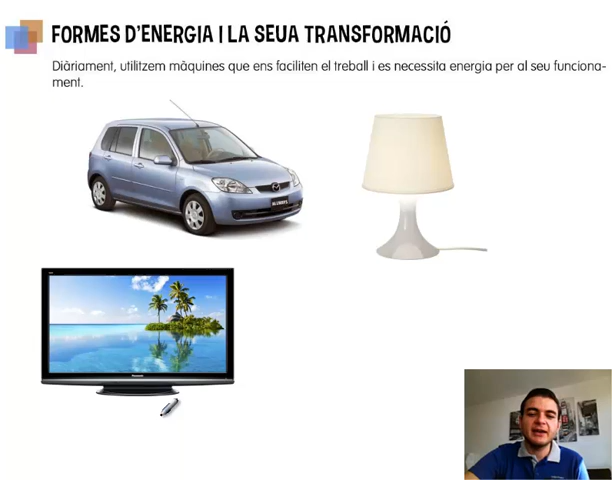 FORMES D'ENERGIA I LA SEUA TRANSFORMACIÓ
Diàriament, utilitzem màquines que ens faciliten el treball i es necessita energia per al seu funciona-
ment.